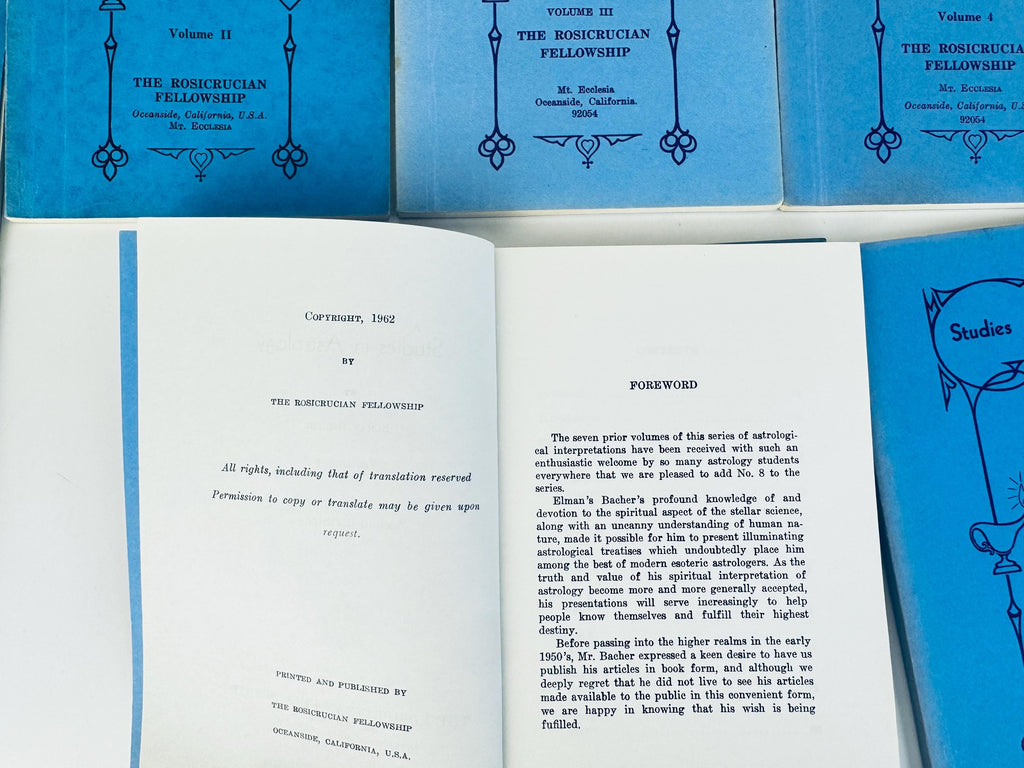 Volume II
THE ROSICRUCIAN
FELLOWSHIP
Oceanside, California, U.S.A.
Mt. Ecclesia
VOLUME III
THE ROSICRUCIAN
FELLOWSHIP
Mt. Ecclesia
Oceanside, California.
92054
Volume 4
THE ROSICRUCIA
FELLOWSHIP
Mt. Ecclesia
Oceanside, California, U.S
92054
Copyright, 1962
BY
THE ROSICRUCIAN FELLOWSHIP
All rights, including that of translation reserved
Permission to copy or translate may be given upon
request.
PRINTED AND PUBLISHED BY
THE ROSICRUCIAN FELLOWSHIP
OCEANSIDE, CALIFORNIA, U.S.A.
FOREWORD
The seven prior volumes of this series of astrologi-
cal interpretations have been received with such an
enthusiastic welcome by so many astrology students
everywhere that we are pleased to add No. 8 to the
series.
Elman's Bacher's profound knowledge of and
devotion to the spiritual aspect of the stellar science,
along with an uncanny understanding of human na-
ture, made it possible for him to present illuminating
astrological treatises which undoubtedly place him
among the best of modern esoteric astrologers. As the
truth and value of his spiritual interpretation of
astrology become more and more generally accepted,
his presentations will serve increasingly to help
people know themselves and fulfill their highest
destiny.
Before passing into the higher realms in the early
1950's, Mr. Bacher expressed a keen desire to have us
publish his articles in book form, and although we
deeply regret that he did not live to see his articles
made available to the public in this convenient form,
we are happy in knowing that his wish is being
fufilled.
Studies